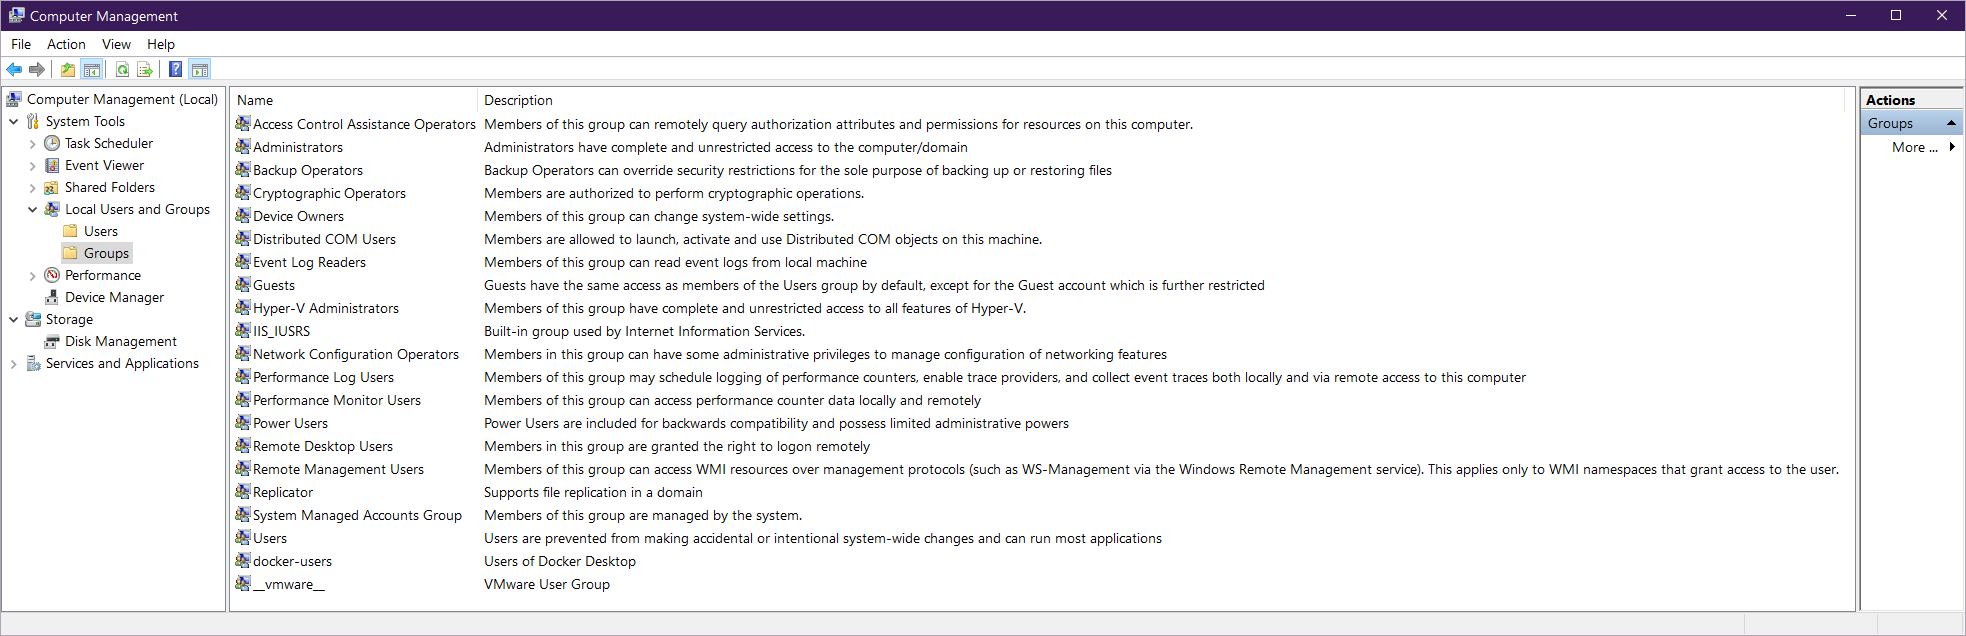 Computer Management
File Action View Help
Computer Management (Local)
System Tools
Task Scheduler
Event Viewer
Shared Folders
Local Users and Groups
Users
Groups
Performance
Device Manager
Storage
Disk Management
Services and Applications
Name Description
Access Control Assistance Operators Members of this group can remotely query authorization attributes and permissions for resources on this computer.
Administrators Administrators have complete and unrestricted access to the computer/domain
Backup Operators Backup Operators can override security restrictions for the sole purpose of backing up or restoring files
Cryptographic Operators Members are authorized to perform cryptographic operations.
Device Owners Members of this group can change system-wide settings.
Distributed COM Users Members are allowed to launch, activate and use Distributed COM objects on this machine.
Event Log Readers Members of this group can read event logs from local machine
Guests Guests have the same access as members of the Users group by default, except for the Guest account which is further restricted
Hyper-V Administrators Members of this group have complete and unrestricted access to all features of Hyper-V.
IIS_IUSRS Built-in group used by Internet Information Services.
Network Configuration Operators Members in this group can have some administrative privileges to manage configuration of networking features
Performance Log Users Members of this group may schedule logging of performance counters, enable trace providers, and collect event traces both locally and via remote access to this computer
Performance Monitor Users Members of this group can access performance counter data locally and remotely
Power Users Power Users are included for backwards compatibility and possess limited administrative powers
Remote Desktop Users Members in this group are granted the right to logon remotely
Remote Management Users Members of this group can access WMI resources over management protocols (such as WS-Management via the Windows Remote Management service). This applies only to WMI namespaces that grant access to the user.
Replicator Supports file replication in a domain
System Managed Accounts Group Members of this group are managed by the system.
Users Users are prevented from making accidental or intentional system-wide changes and can run most applications
docker-users Users of Docker Desktop
__vmware__ VMware User Group
Actions
Groups
More ...